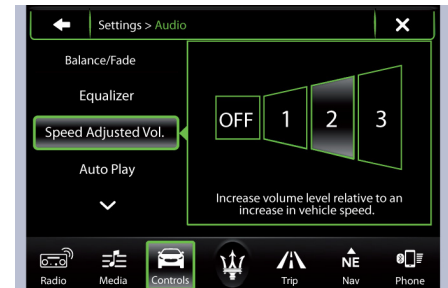 Settings > Audio
Balance/Fade
Equalizer
Speed Adjusted Vol.
Auto Play
OFF 1 2 3
Increase volume level relative to an
increase in vehicle speed.
NE
Radio Media Controls Trip Nav Phone